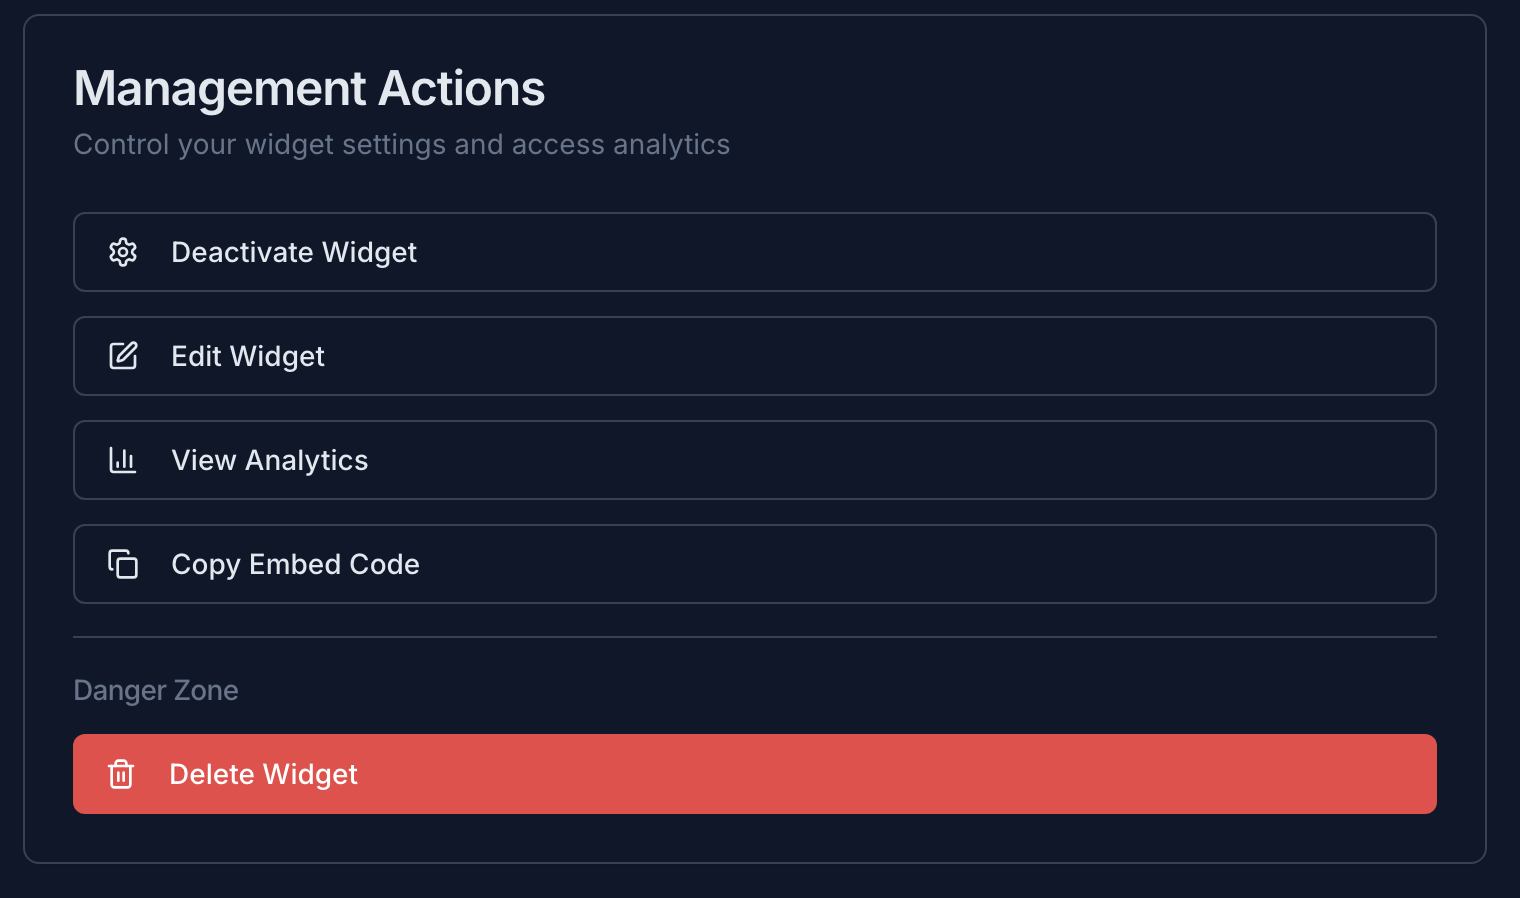 Management Actions
Control your widget settings and access analytics
Deactivate Widget
Edit Widget
View Analytics
Copy Embed Code
Danger Zone
Delete Widget